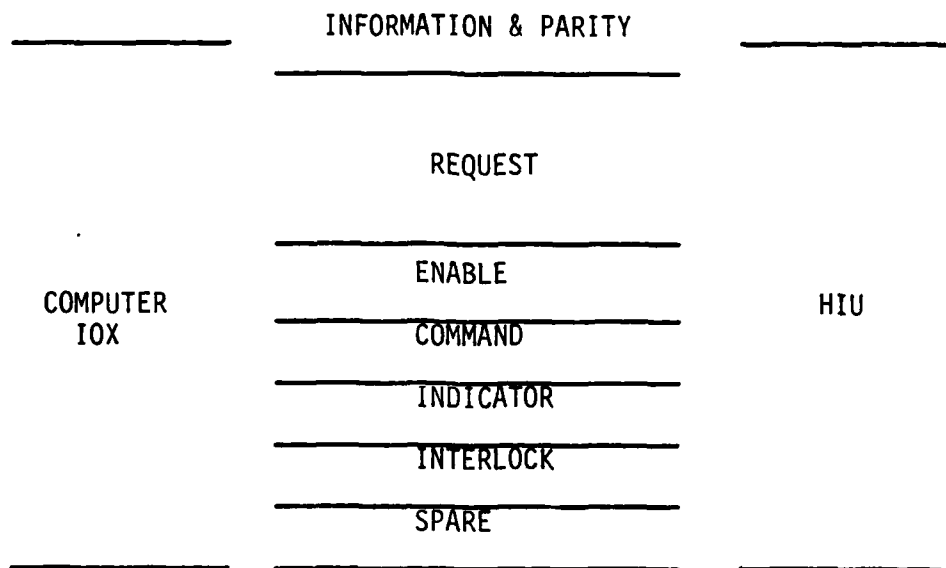 INFORMATION & PARITY
REQUEST
ENABLE
COMPUTER
IOX
HIU
COMMAND
INDICATOR
INTERLOCK
SPARE